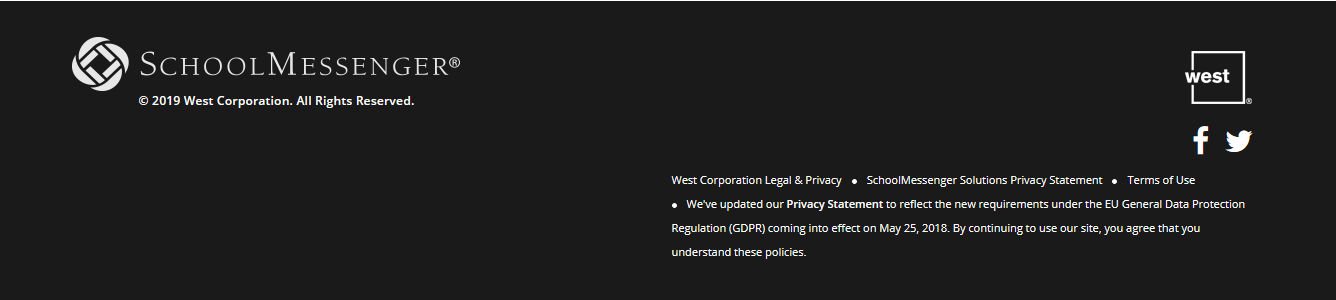 SCHOOLMESSENGER®
© 2019 West Corporation. All Rights Reserved.
west®
West Corporation Legal & Privacy ● SchoolMessenger Solutions Privacy Statement ● Terms of Use
● We've updated our Privacy Statement to reflect the new requirements under the EU General Data Protection
Regulation (GDPR) coming into effect on May 25, 2018. By continuing to use our site, you agree that you
understand these policies.